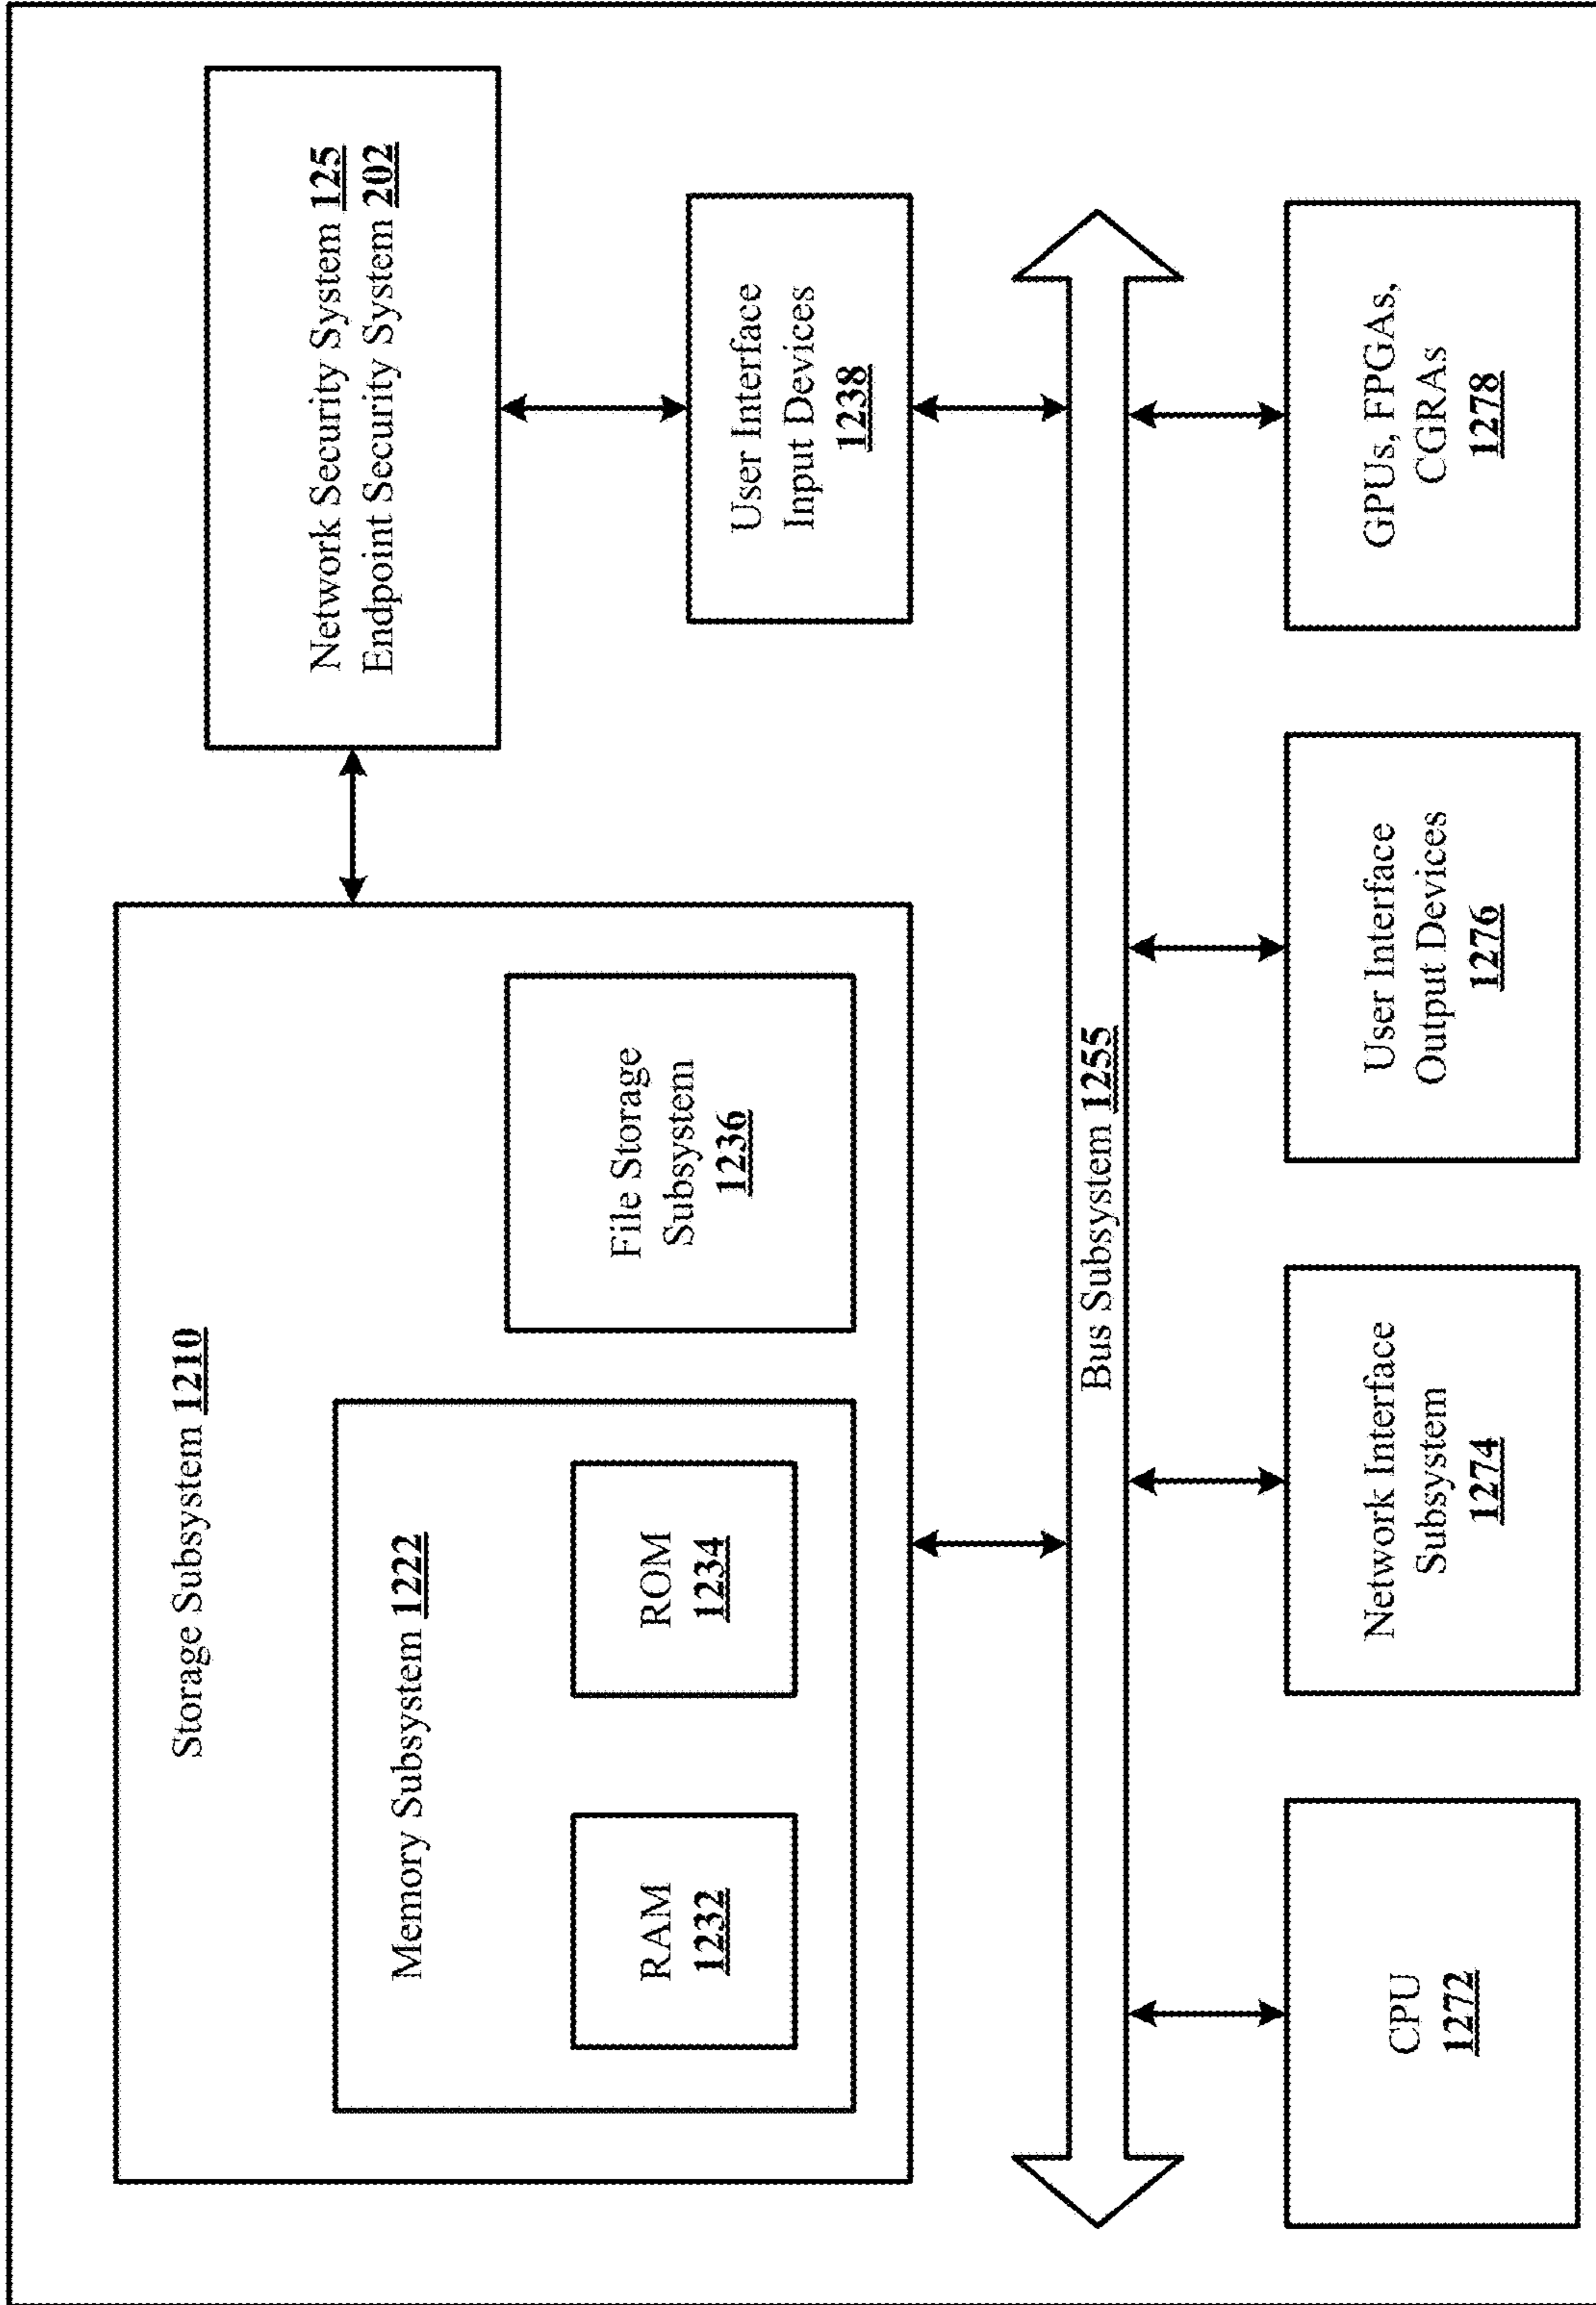 Storage Subsystem 1210
Memory Subsystem 1222
RAM
1232
ROM
1234
File Storage
Subsystem
1236
Network Security System 125
Endpoint Security System 202
User Interface
Input Devices
1238
Bus Subsystem 1255
CPU
1272
Network Interface
Subsystem
1274
User Interface
Output Devices
1276
GPUs, FPGAs,
CGRAs
1278